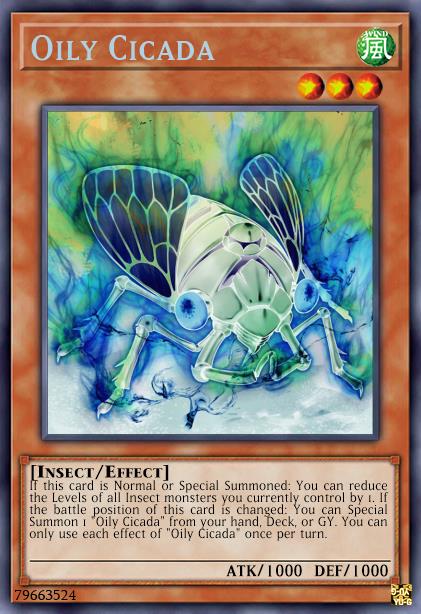 OILY CICADA
WIND
風
[INSECT/EFFECT]
If this card is Normal or Special Summoned: You can reduce
the Levels of all Insect monsters you currently control by 1. If
the battle position of this card is changed: You can Special
Summon 1 "Oily Cicada" from your hand, Deck, or GY. You can
only use each effect of "Oily Cicada" once per turn.
ATK/1000 DEF/1000
79663524